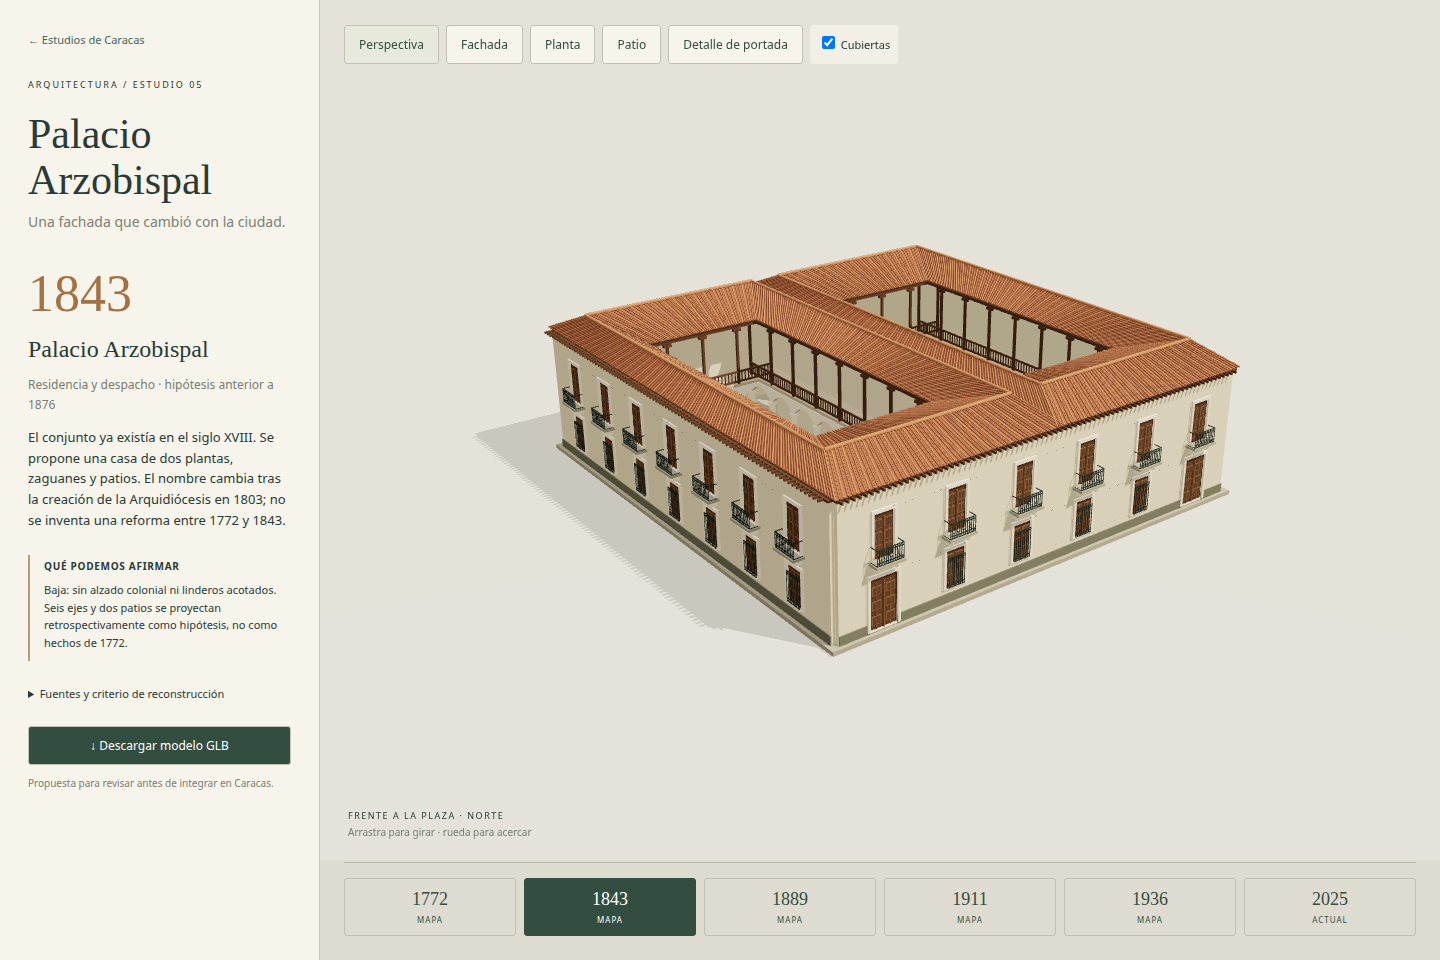 ← Estudios de Caracas
ARQUITECTURA / ESTUDIO 05
Palacio
Arzobispal
Una fachada que cambió con la ciudad.
1843
Palacio Arzobispal
Residencia y despacho · hipótesis anterior a
1876
El conjunto ya existía en el siglo XVIII. Se
propone una casa de dos plantas,
zaguanes y patios. El nombre cambia tras
la creación de la Arquidiócesis en 1803; no
se inventa una reforma entre 1772 y 1843.
QUÉ PODEMOS AFIRMAR
Baja: sin alzado colonial ni linderos acotados.
Seis ejes y dos patios se proyectan
retrospectivamente como hipótesis, no como
hechos de 1772.
Fuentes y criterio de reconstrucción
↓ Descargar modelo GLB
Propuesta para revisar antes de integrar en Caracas.
Perspectiva Fachada Planta Patio Detalle de portada Cubiertas
FRENTE A LA PLAZA · NORTE
Arrastra para girar · rueda para acercar
1772 1843 1889 1911 1936 2025
MAPA MAPA MAPA MAPA MAPA ACTUAL